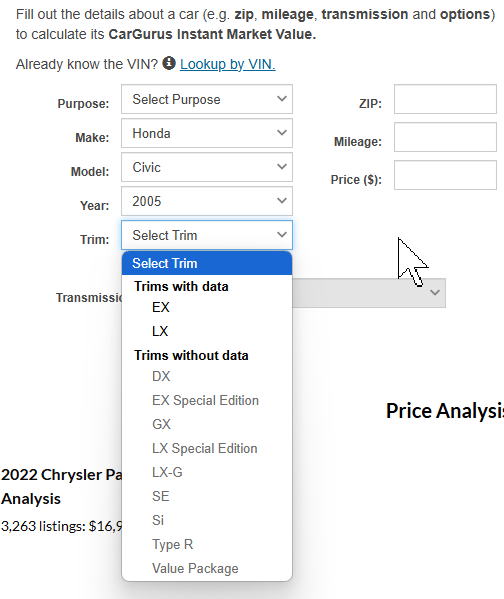 Fill out the details about a car (e.g. zip, mileage, transmission and options)
to calculate its CarGurus Instant Market Value.
Already know the VIN? Lookup by VIN.
Purpose: Select Purpose ZIP:
Make: Honda Mileage:
Model: Civic Price ($):
Year: 2005
Trim: Select Trim
Select Trim
Trims with data
EX
Transmissi
LX
Trims without data
DX
EX Special Edition
GX
Price Analysis
LX Special Edition
LX-G
2022 Chrysler Pa
SE
Analysis
Si
3,263 listings: $16,9
Type R
Value Package